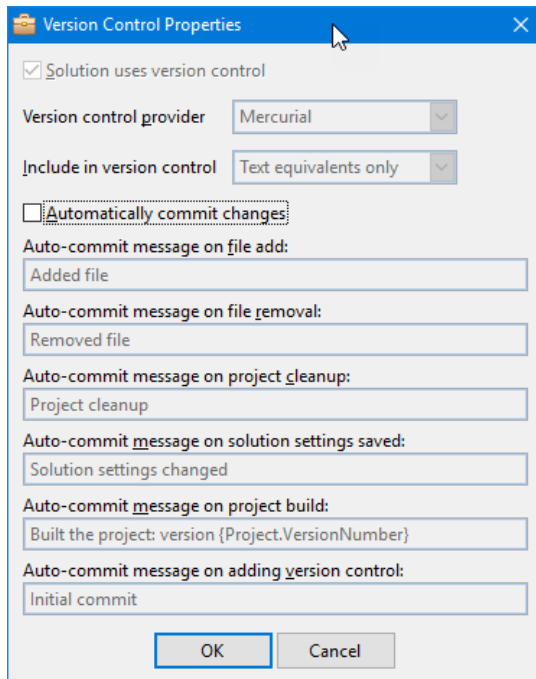 Version Control Properties
Solution uses version control
Version control provider Mercurial
Include in version control Text equivalents only
Automatically commit changes
Auto-commit message on file add:
Added file
Auto-commit message on file removal:
Removed file
Auto-commit message on project cleanup:
Project cleanup
Auto-commit message on solution settings saved:
Solution settings changed
Auto-commit message on project build:
Built the project: version {Project.VersionNumber}
Auto-commit message on adding version control:
Initial commit
OK Cancel